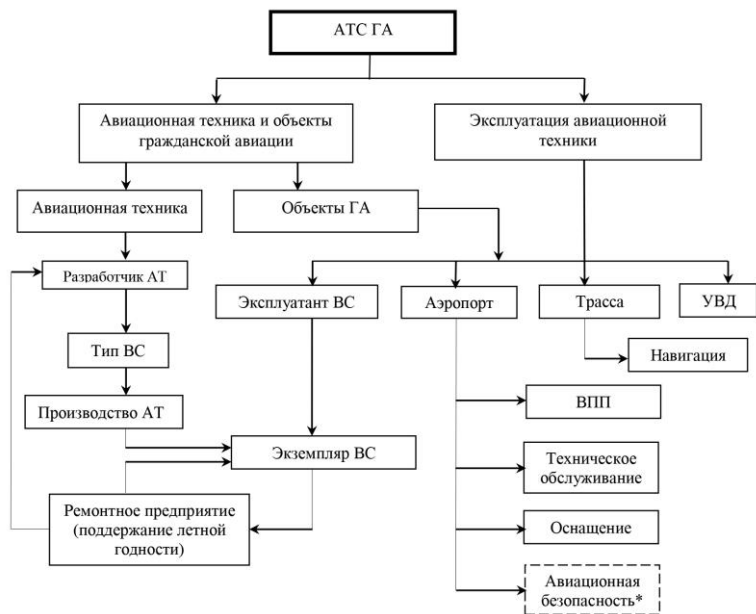 АТС ГА
Авиационная техника и объекты
гражданской авиации
Эксплуатация авиационной
техники
Авиационная техника
Объекты ГА
Разработчик АТ
Эксплуатант ВС
Аэропорт
Трасса
УВД
Тип ВС
Навигация
Производство АТ
ВПП
Экземпляр ВС
Техническое
обслуживание
Ремонтное предприятие
(поддержание летной
годности)
Оснащение
Авиационная
безопасность*